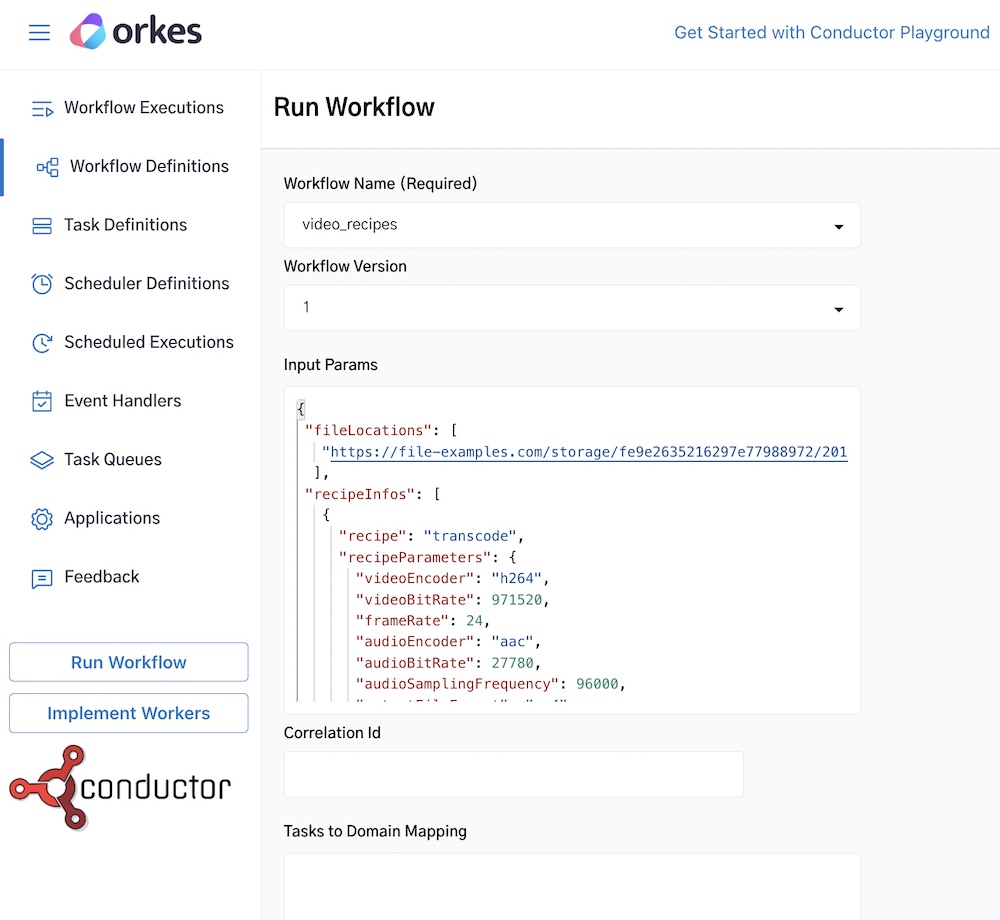 orkes
Get Started with Conductor Playground
Workflow Executions
Workflow Definitions
Task Definitions
Scheduler Definitions
Scheduled Executions
Event Handlers
Task Queues
Applications
Feedback
Run Workflow
Implement Workers
conductor
Run Workflow
Workflow Name (Required)
video_recipes
Workflow Version
1
Input Params
{
"fileLocations": [
"https://file-examples.com/storage/fe9e2635216297e77988972/201
],
"recipeInfos": [
{
"recipe": "transcode",
"recipeParameters": {
"videoEncoder": "h264",
"videoBitRate": 971520,
"frameRate": 24,
"audioEncoder": "aac",
"audioBitRate": 27780,
"audioSamplingFrequency": 96000,
Correlation Id
Tasks to Domain Mapping